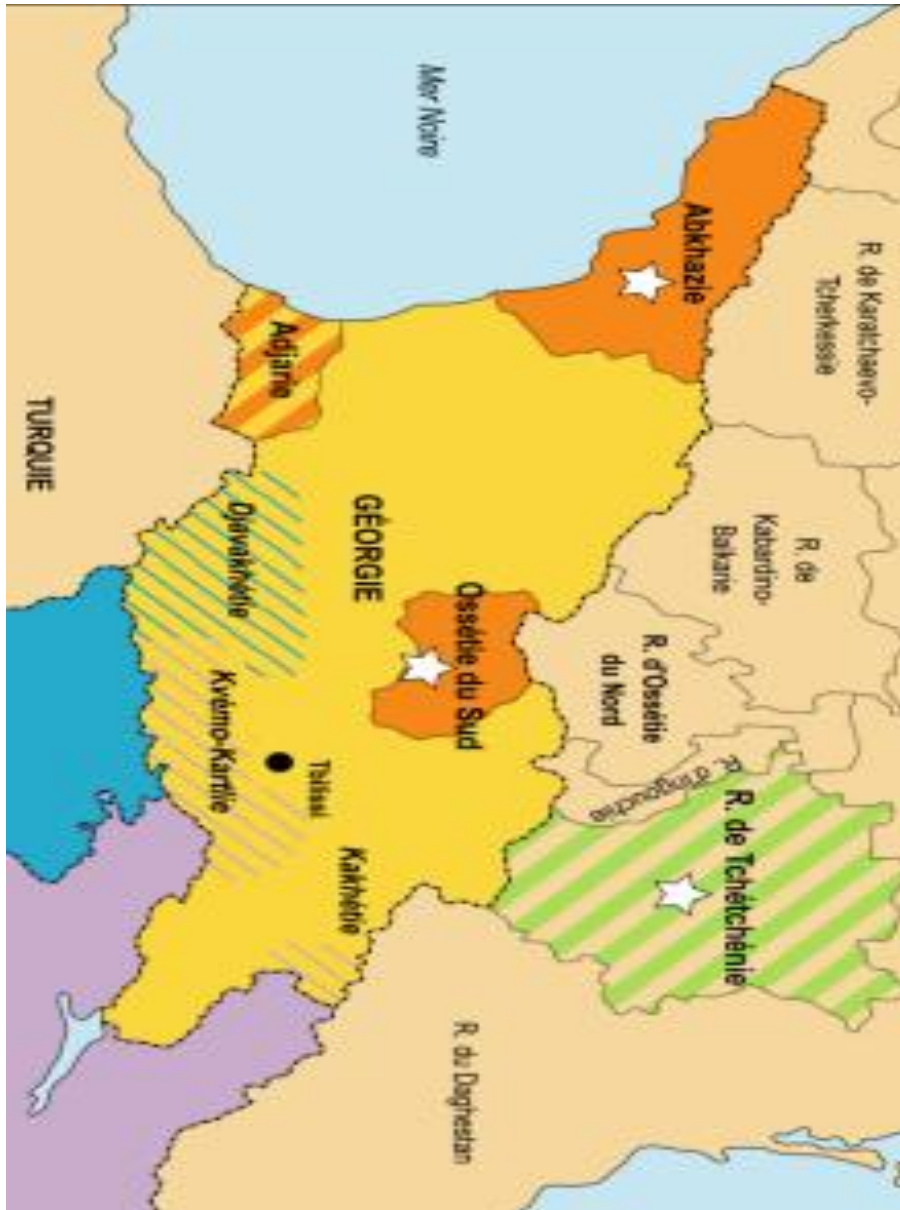 Mer Noire
Abkhazie
R. de Karatchaevo-
Tcherkessie
R. de
Kabardino-
Balkarie
R. d'Ossétie
du Nord
R. d'Ingouchie
R. de Tchétchénie
Ossétie du Sud
GÉORGIE
Adjarie
Djavakhétie
Kvémo-Kartlie
Tbilissi
Kakhétie
R. du Daghestan
TURQUIE